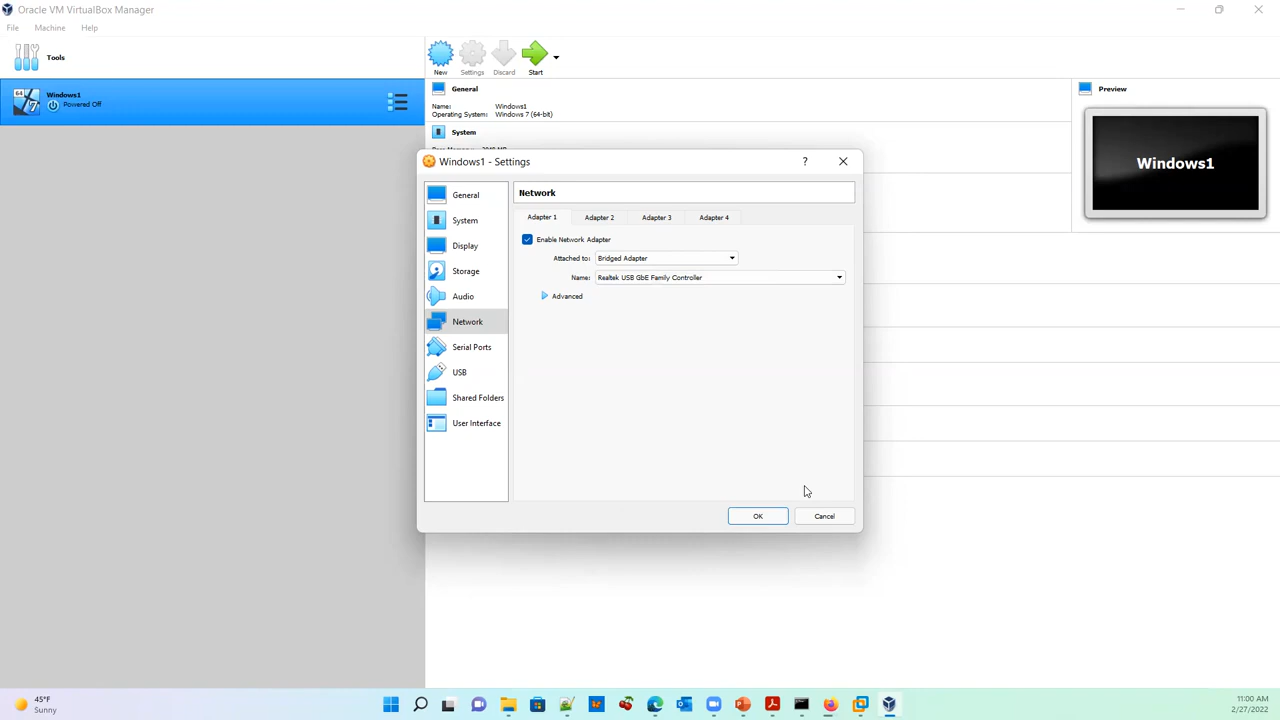 Oracle VM VirtualBox Manager
File Machine Help
Tools
New Settings Discard Start
64
7
Windows1
Powered Off
General
Name: Windows1
Operating System: Windows 7 (64-bit)
System
Preview
Windows1
Windows1 - Settings
?
General
System
Display
Storage
Audio
Network
Serial Ports
USB
Shared Folders
User Interface
Network
Adapter 1 Adapter 2 Adapter 3 Adapter 4
Enable Network Adapter
Attached to: Bridged Adapter
Name: Realtek USB GbE Family Controller
Advanced
OK Cancel
45°F
Sunny
11:00 AM
2/27/2022